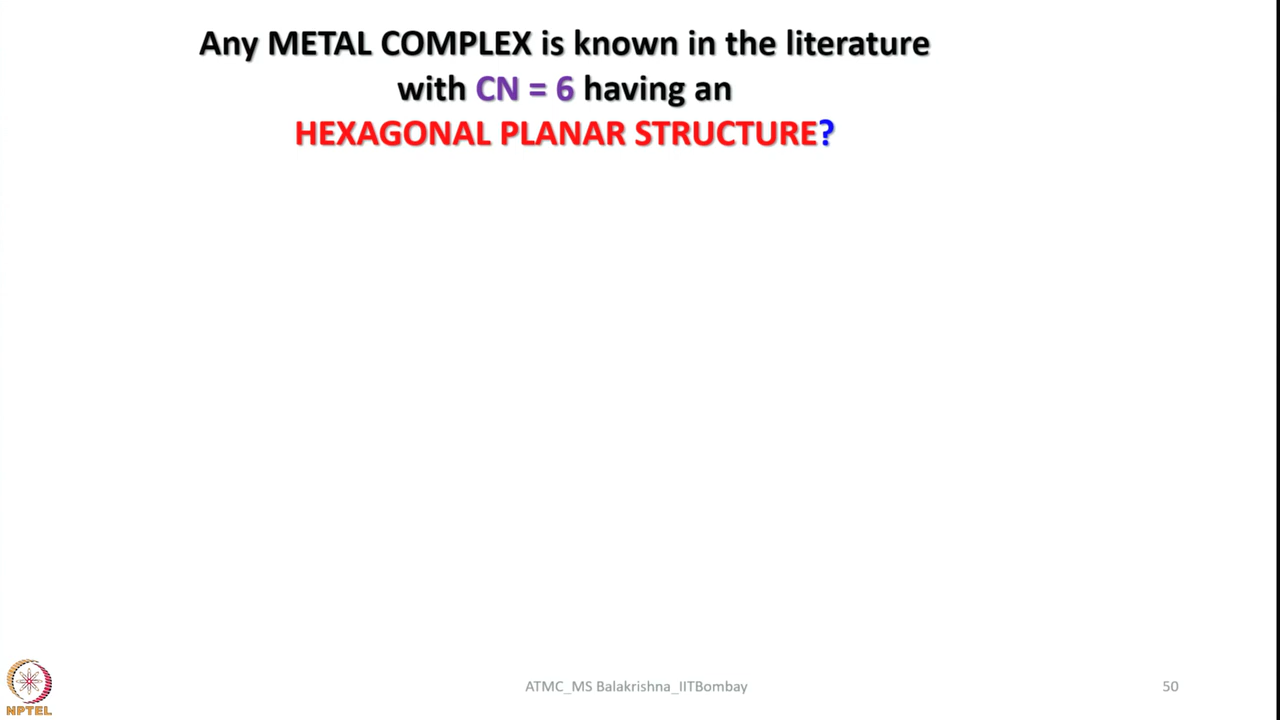 Any METAL COMPLEX is known in the literature
with CN = 6 having an
HEXAGONAL PLANAR STRUCTURE?
NPTEL
ATMC_MS Balakrishna_IITBombay
50